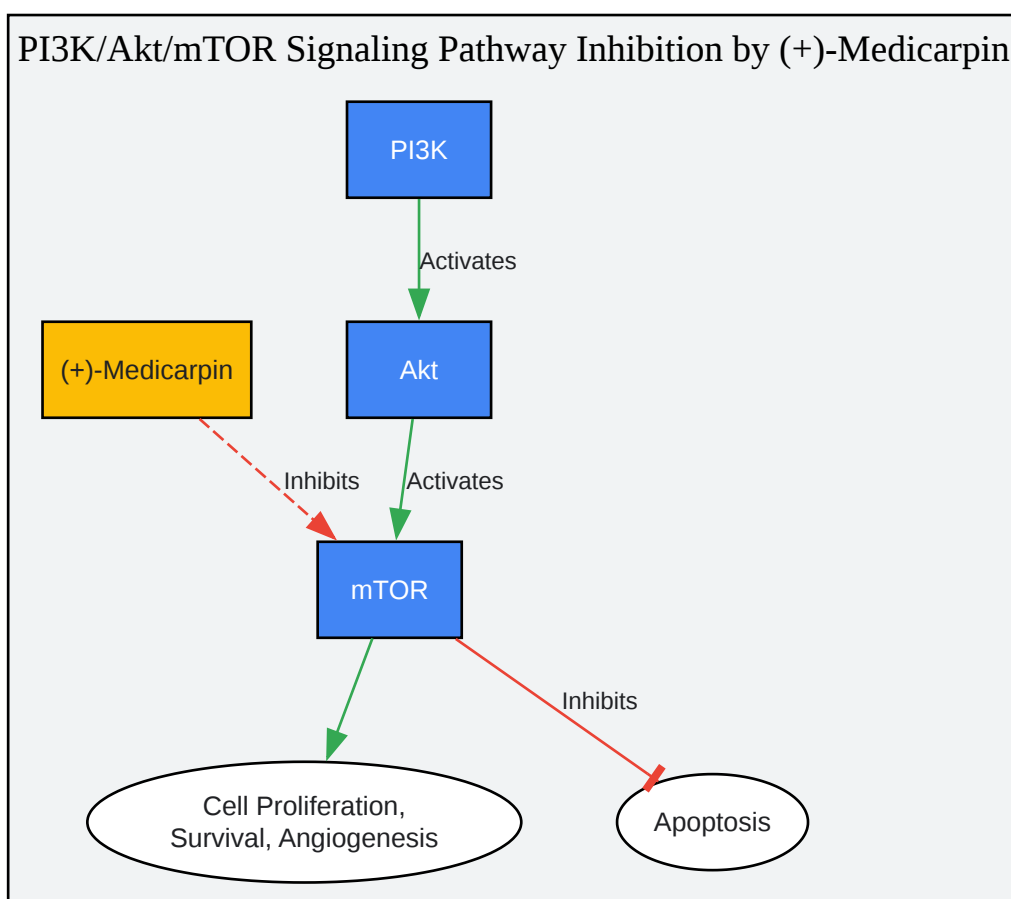 PI3K/Akt/mTOR Signaling Pathway Inhibition by (+)-Medicarpin
PI3K
Activates
(+)-Medicarpin
Akt
Inhibits
Activates
mTOR
Inhibits
Cell Proliferation,
Survival, Angiogenesis
Apoptosis